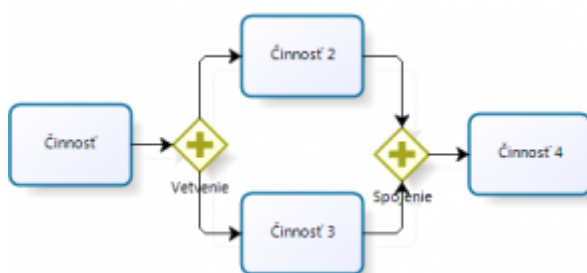 Činnosť 2
Činnosť
Vetvenie
Spojenie
Činnosť 4
Činnosť 3